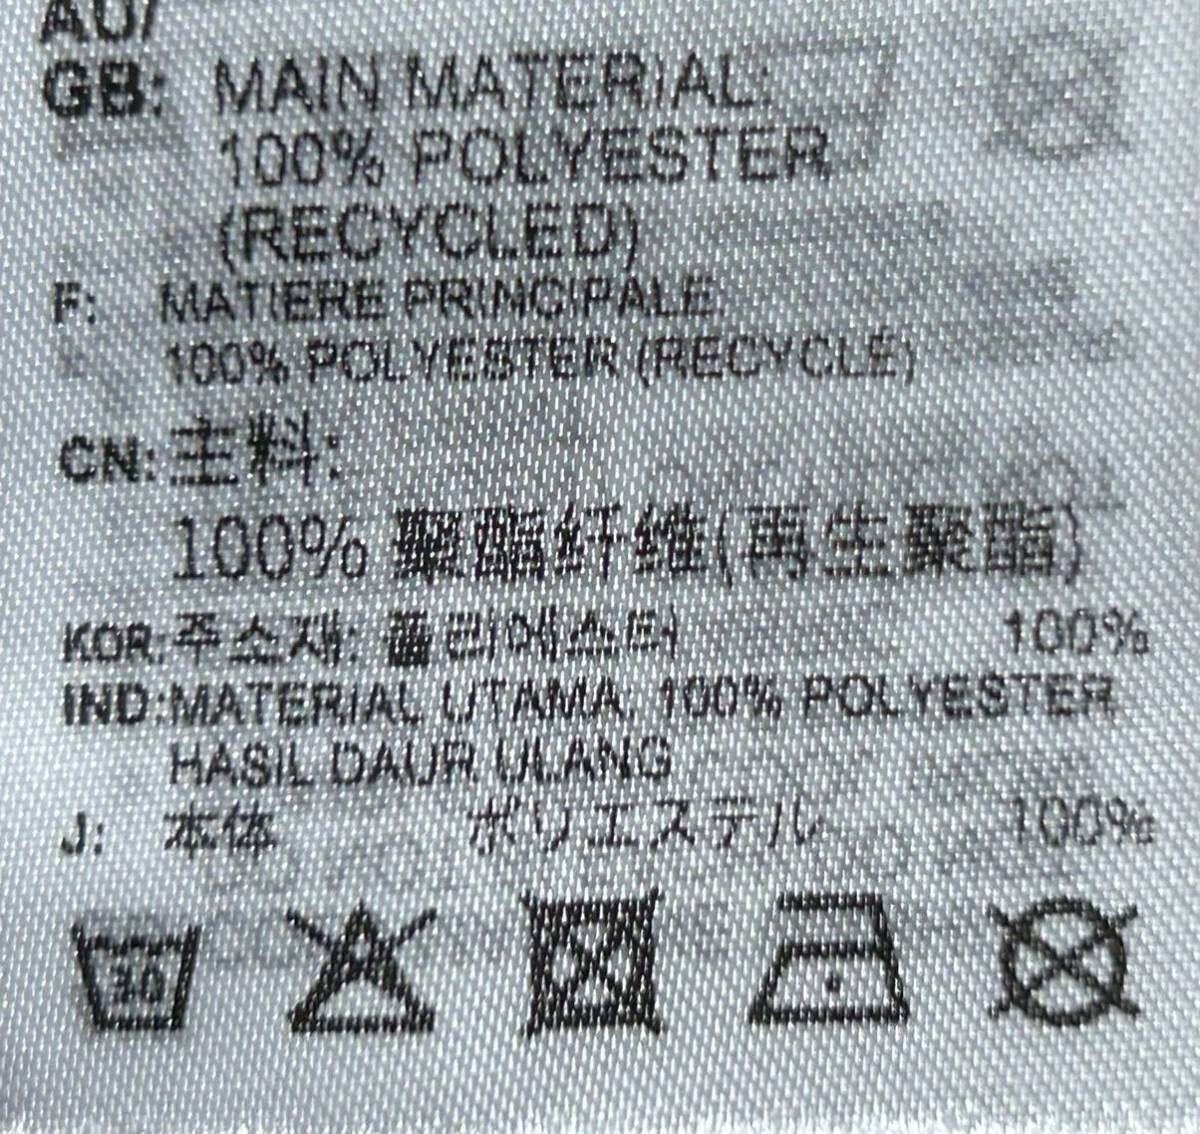 AU/
GB: MAIN MATERIAL:
100% POLYESTER
(RECYCLED)
F: MATIERE PRINCIPALE:
100% POLYESTER (RECYCLÉ)
CN: 主料:
100% 聚酯纤维(再生聚酯)
KOR: 주소재: 폴리에스터 100%
IND: MATERIAL UTAMA: 100% POLYESTER
HASIL DAUR ULANG
J: 本体 ポリエステル 100%
30